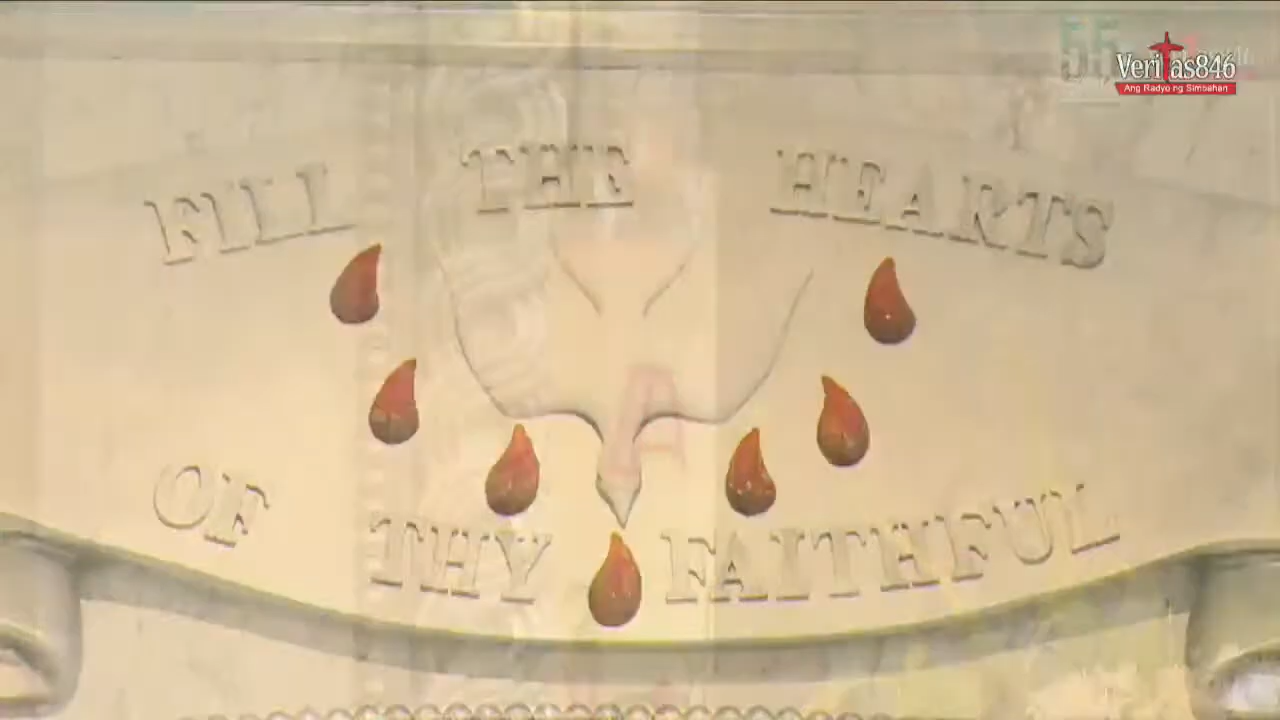 FILL THE HEARTS
OF THY FAITHFUL
Veritas846
Ang Radyo ng Simbahan